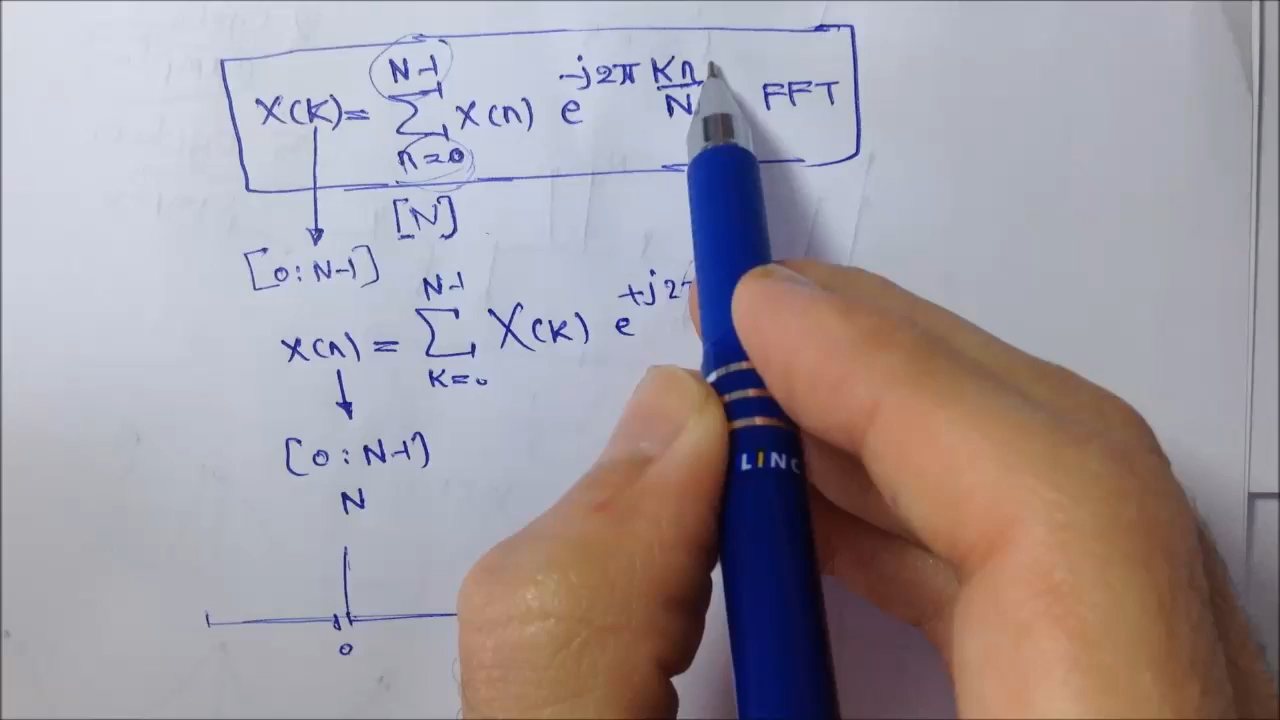 X(K) = N-1 ∑ n=0 X(n) e^-j2π Kn/N FFT
[N]
[0:N-1]
X(n) = N-1 ∑ K=0 X(K) e^+j2
[0:N-1]
N
0
LINC